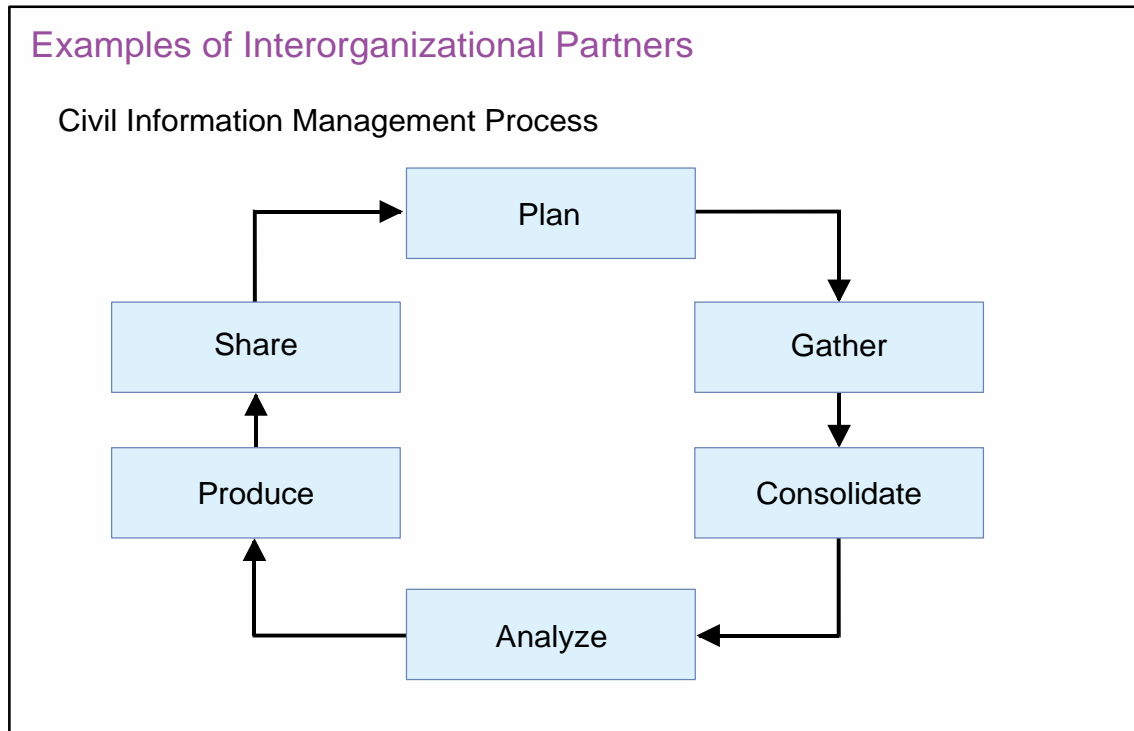 Examples of Interorganizational Partners
Civil Information Management Process
Plan
Gather
Consolidate
Analyze
Produce
Share